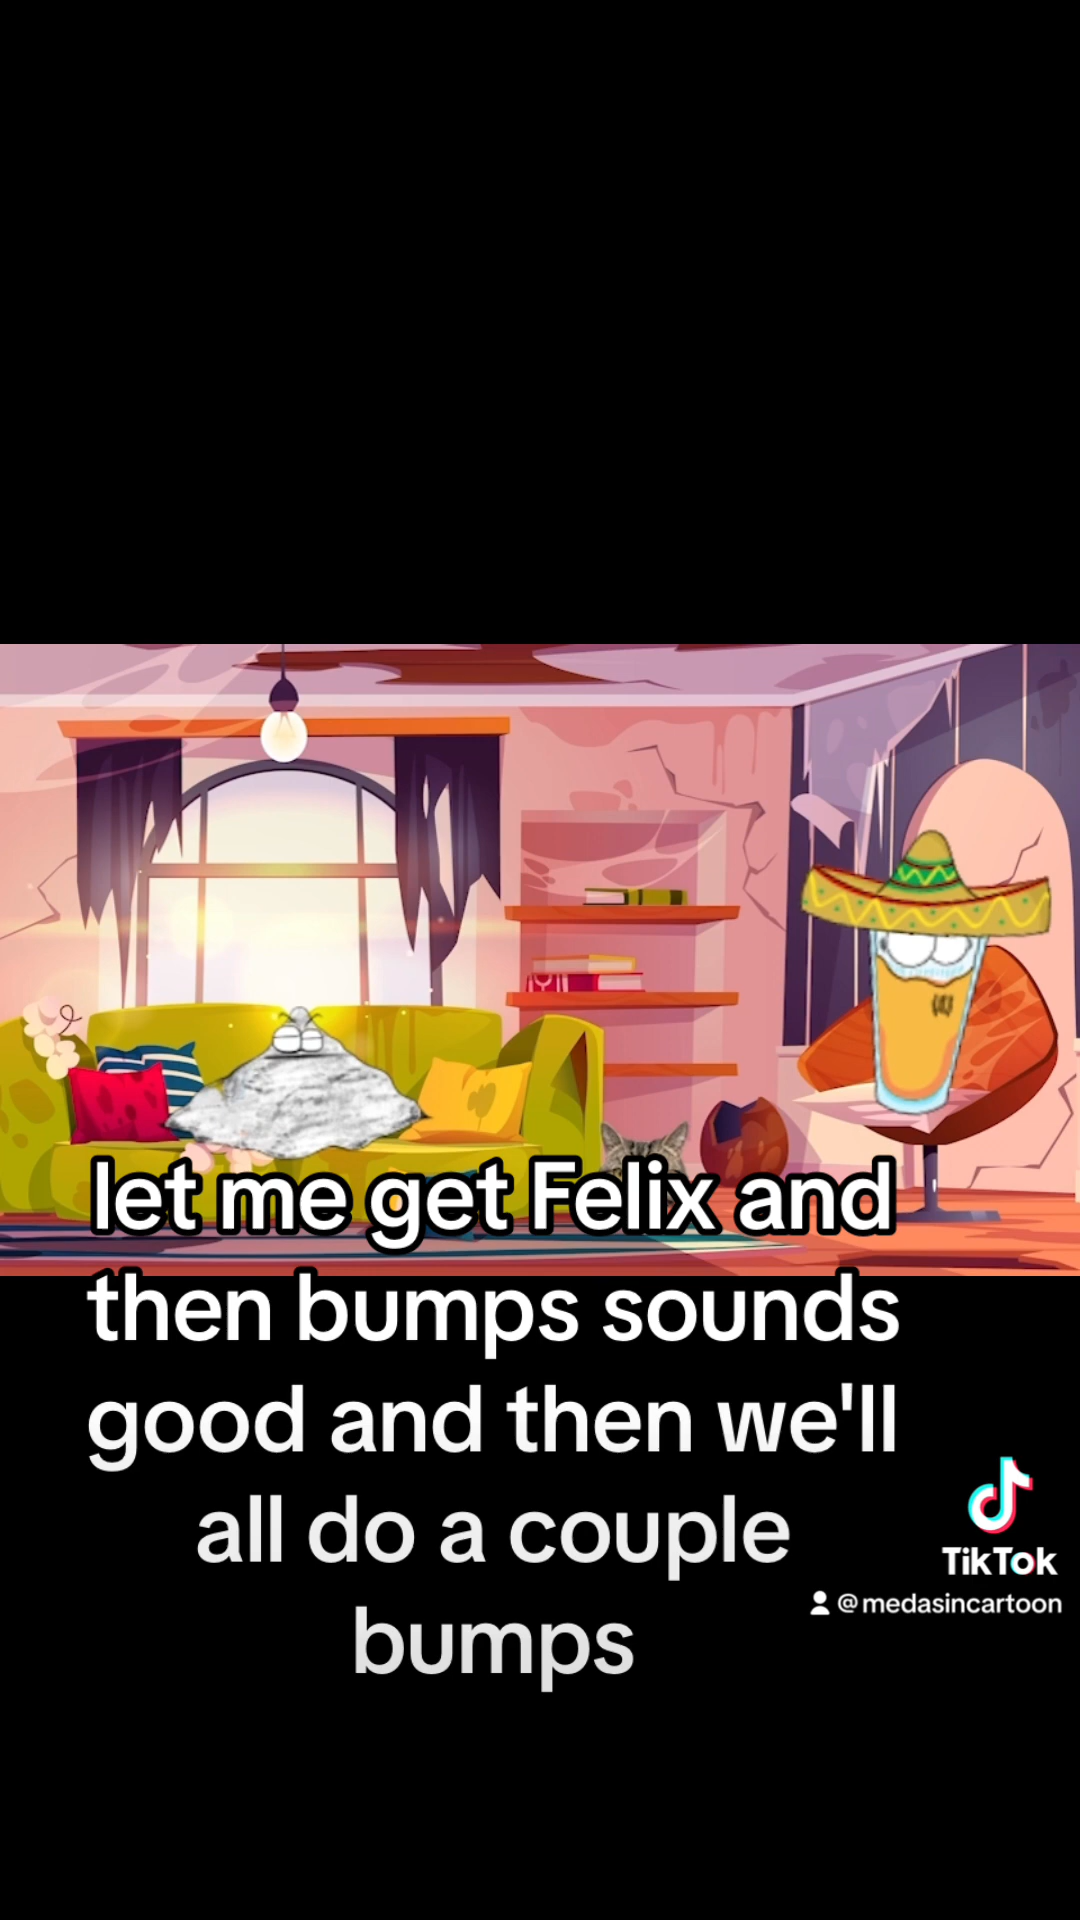 let me get Felix and
then bumps sounds
good and then we'll
all do a couple
bumps
TikTok
@medasincartoon